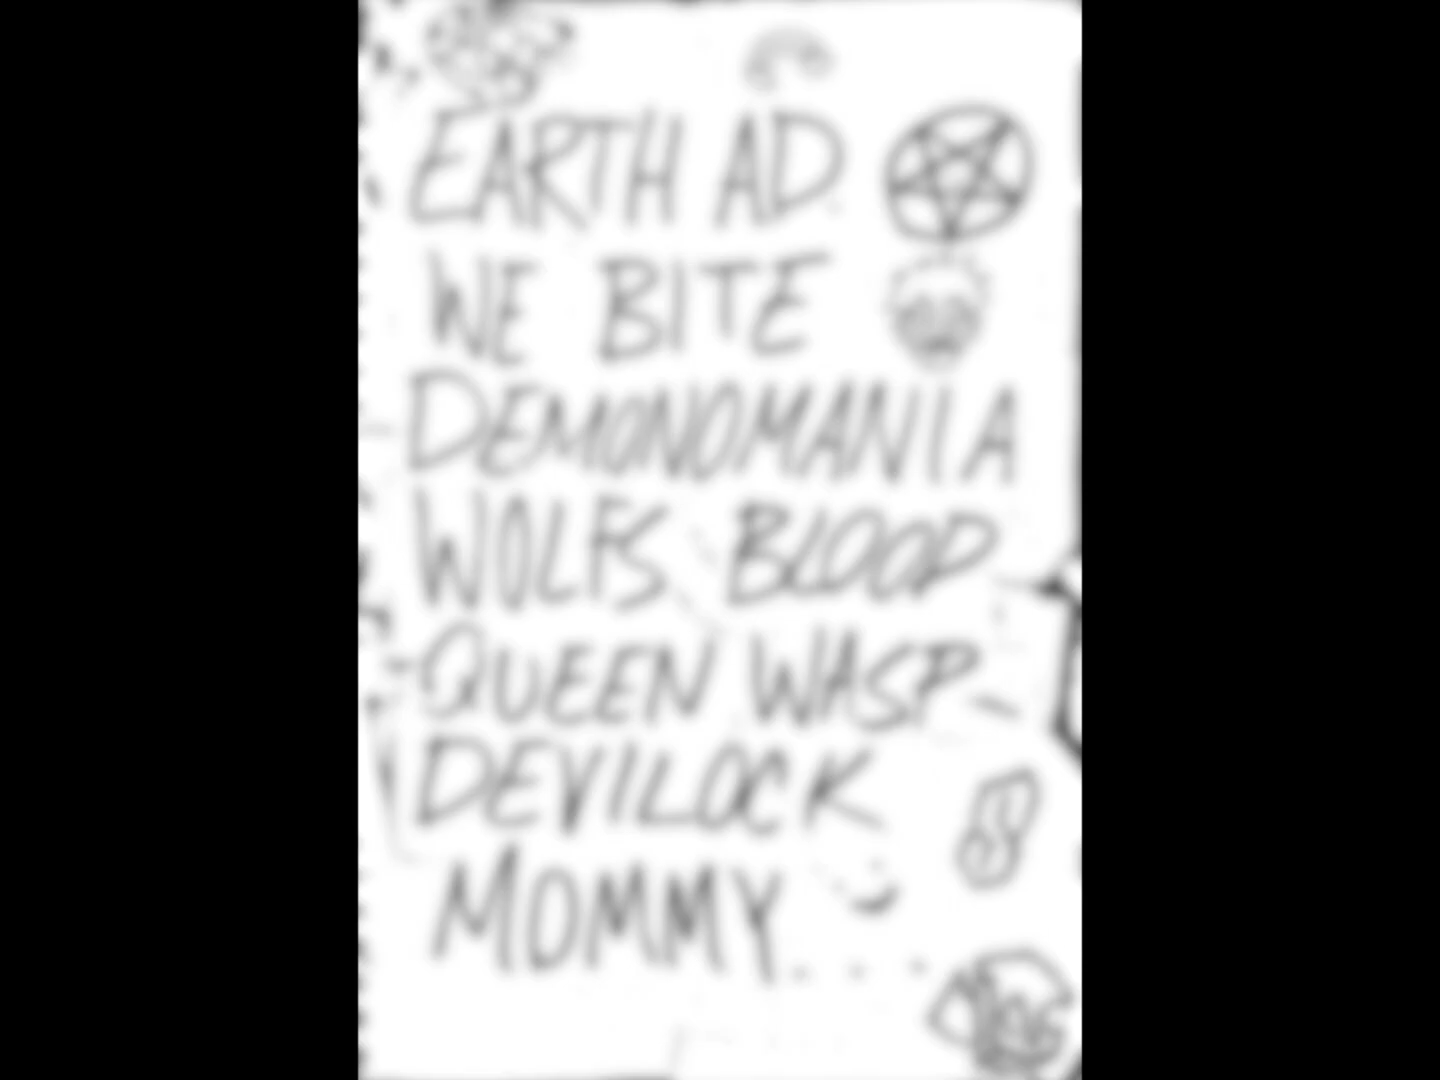 EARTH AD
WE BITE
DEMONOMANIA
WOLFS BLOOD
QUEEN WASP
DEVILOCK
MOMMY